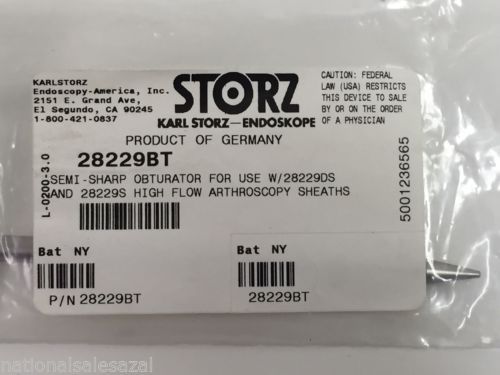 KARLSTORZ
Endoscopy-America, Inc.
2151 E. Grand Ave,
El Segundo, CA 90245
1-800-421-0837
STORZ
KARL STORZ—ENDOSKOPE
CAUTION: FEDERAL
LAW (USA) RESTRICTS
THIS DEVICE TO SALE
BY OR ON THE ORDER
OF A PHYSICIAN
PRODUCT OF GERMANY
28229BT
SEMI-SHARP OBTURATOR FOR USE W/28229DS
AND 28229S HIGH FLOW ARTHROSCOPY SHEATHS
L-0200-3.0
5001236565
Bat NY
P/N 28229BT
Bat NY
28229BT
nationalsalesazal